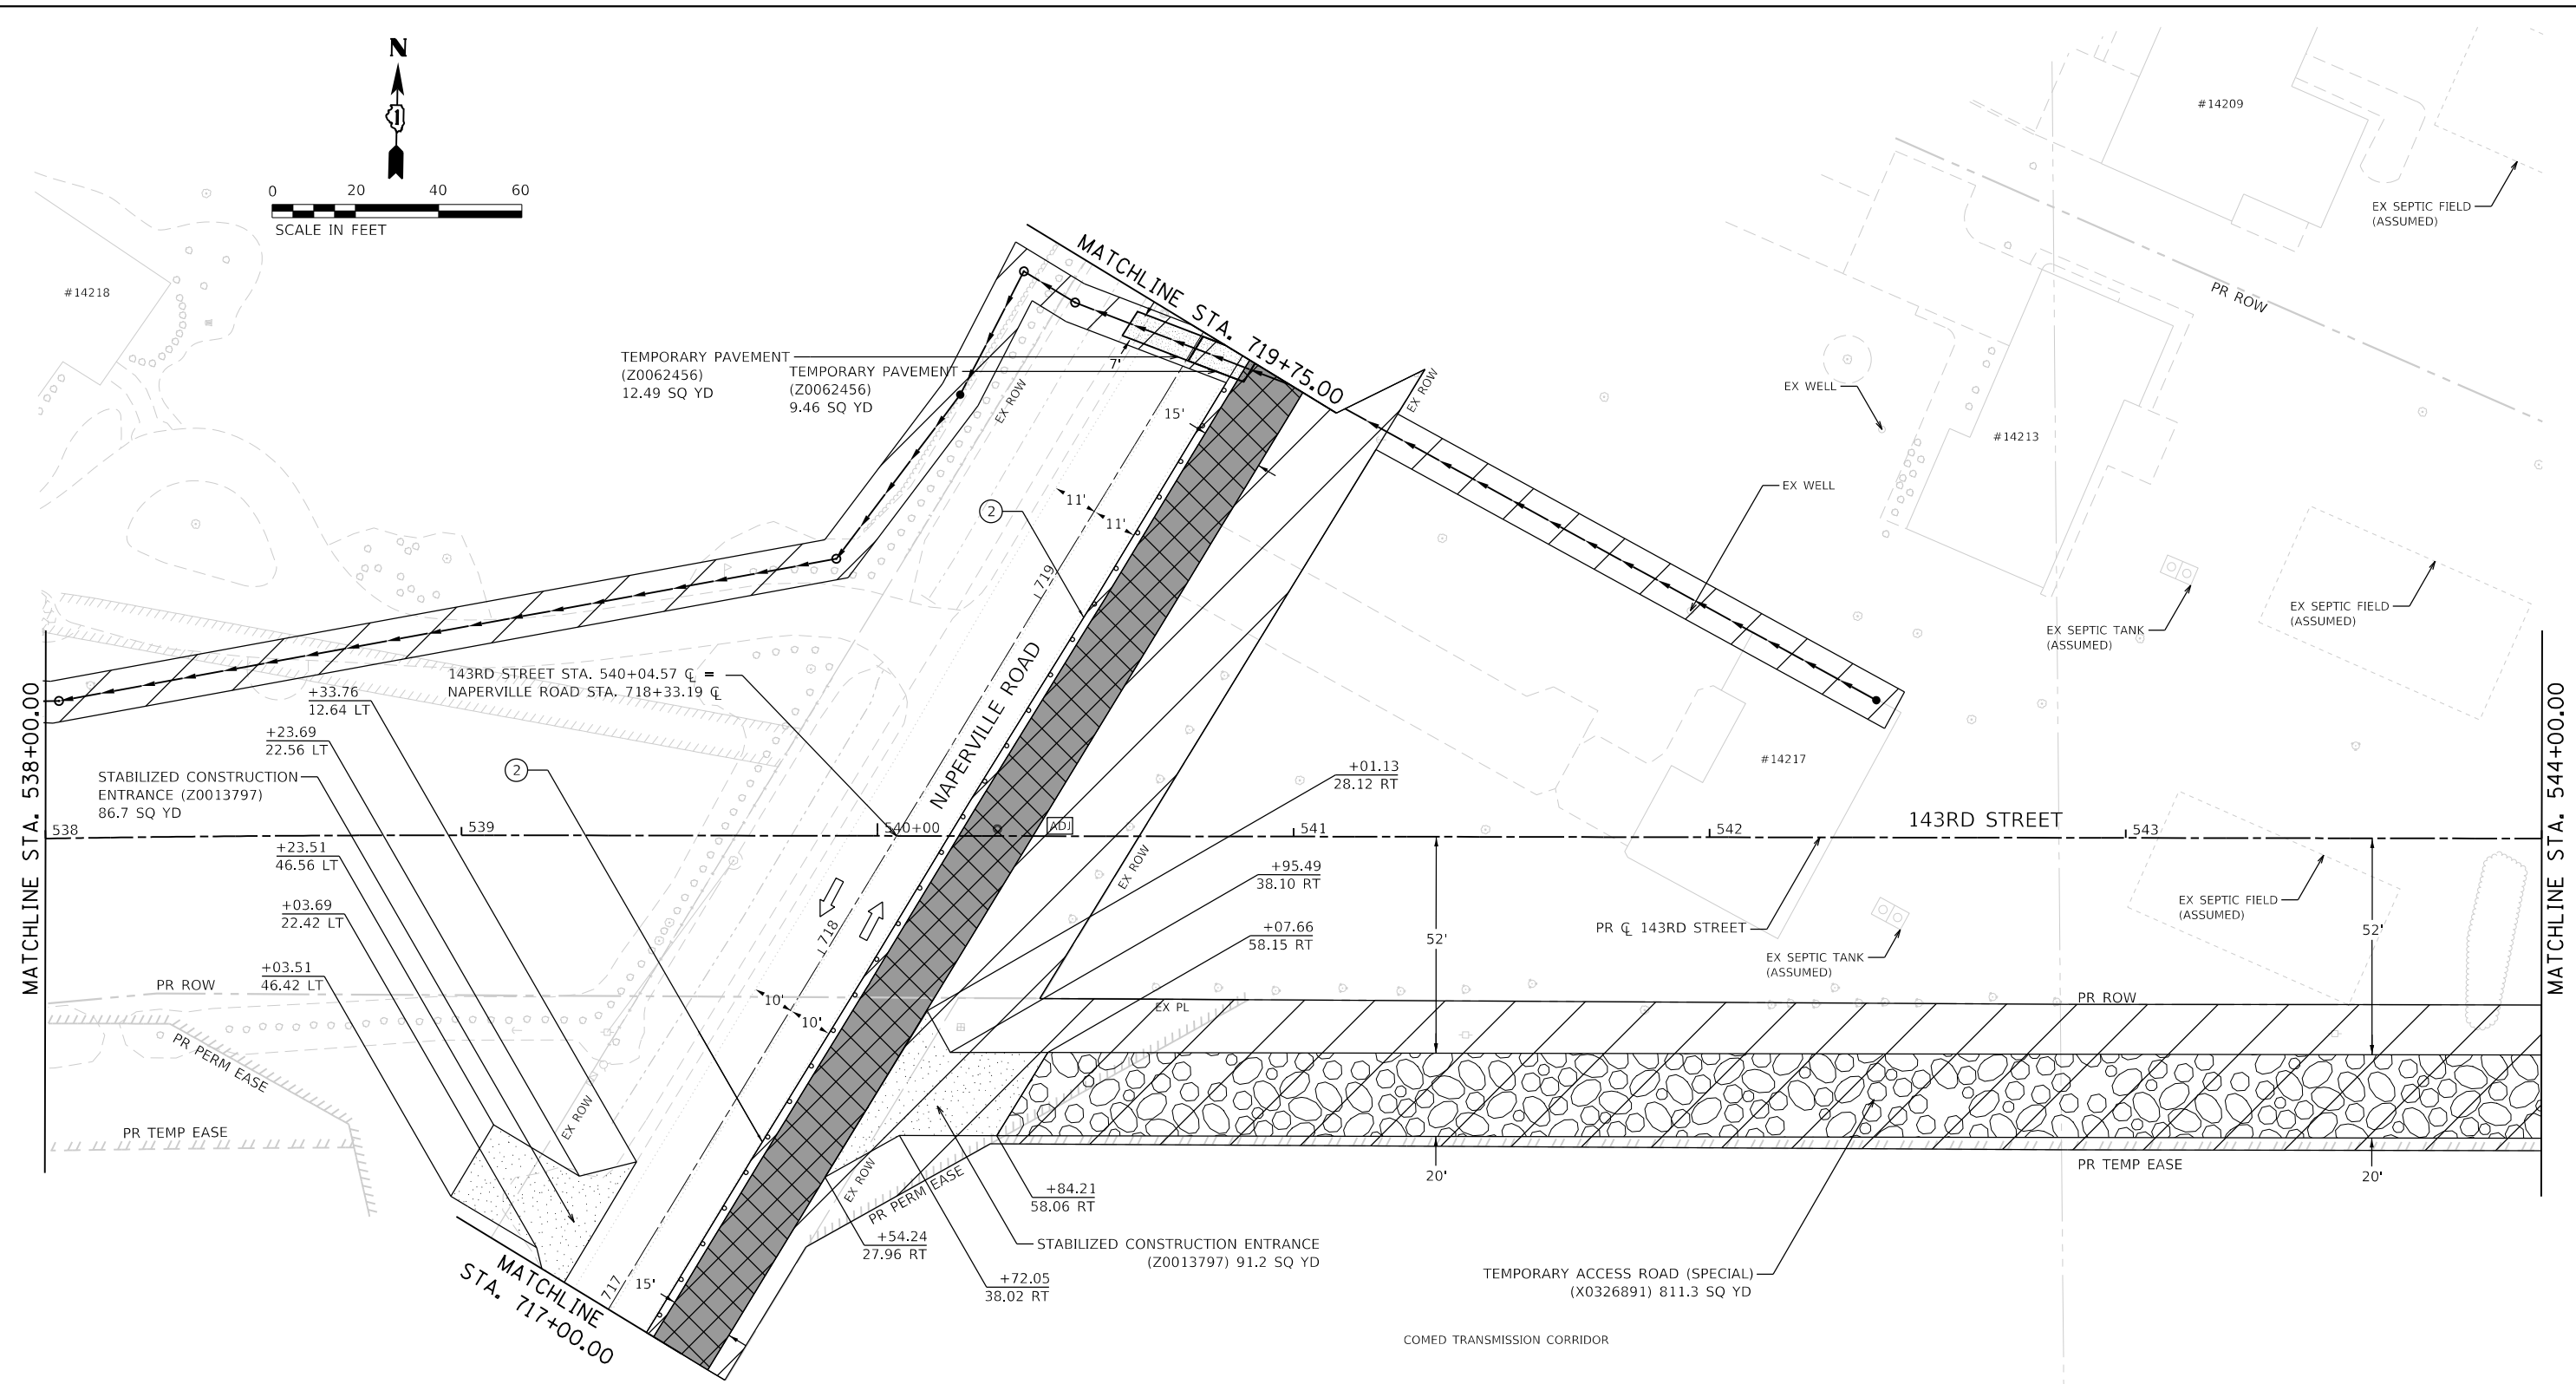 N
1
0 20 40 60
SCALE IN FEET
#14218
#14209
EX SEPTIC FIELD
(ASSUMED)
PR ROW
MATCHLINE STA. 719+75.00
TEMPORARY PAVEMENT
(Z0062456)
12.49 SQ YD
TEMPORARY PAVEMENT
(Z0062456)
9.46 SQ YD
7'
EX ROW
EX ROW
15'
EX WELL
#14213
EX WELL
2
11'
11'
719
EX SEPTIC FIELD
(ASSUMED)
EX SEPTIC TANK
(ASSUMED)
143RD STREET STA. 540+04.57 ℄ =
NAPERVILLE ROAD STA. 718+33.19 ℄
NAPERVILLE ROAD
+33.76
12.64 LT
+23.69
22.56 LT
STABILIZED CONSTRUCTION
ENTRANCE (Z0013797)
86.7 SQ YD
2
#14217
+01.13
28.12 RT
MATCHLINE STA. 538+00.00
538
539
540+00
ADJ
541
542
143RD STREET
543
MATCHLINE STA. 544+00.00
+23.51
46.56 LT
+03.69
22.42 LT
+03.51
46.42 LT
EX ROW
+95.49
38.10 RT
+07.66
58.15 RT
718
52'
PR ℄ 143RD STREET
EX SEPTIC TANK
(ASSUMED)
EX SEPTIC FIELD
(ASSUMED)
52'
PR ROW
10'
10'
EX PL
PR ROW
PR PERM EASE
PR TEMP EASE
EX ROW
EX ROW
PR PERM EASE
PR TEMP EASE
20'
20'
+84.21
58.06 RT
+54.24
27.96 RT
+72.05
38.02 RT
STABILIZED CONSTRUCTION ENTRANCE
(Z0013797) 91.2 SQ YD
TEMPORARY ACCESS ROAD (SPECIAL)
(X0326891) 811.3 SQ YD
717
15'
MATCHLINE
STA. 717+00.00
COMED TRANSMISSION CORRIDOR